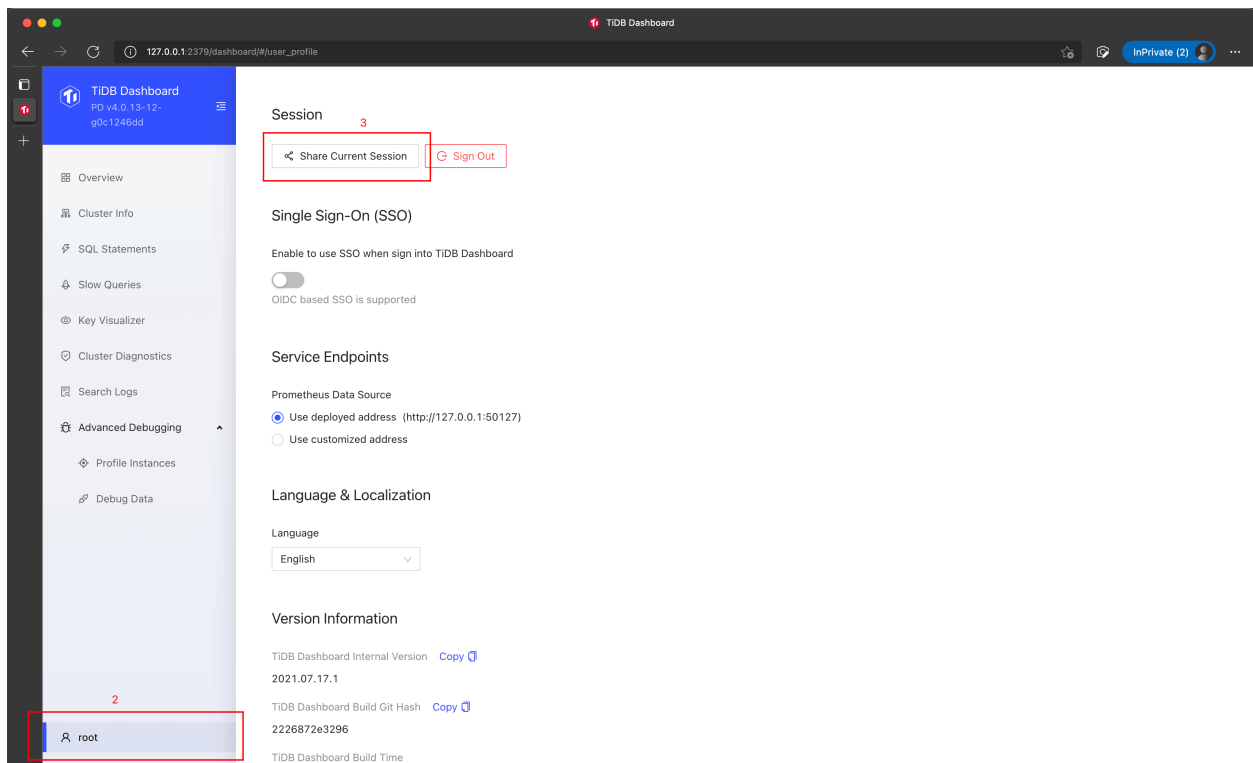 TiDB Dashboard
127.0.0.1:2379/dashboard/#/user_profile
InPrivate (2)
TiDB Dashboard
PD v4.0.13-12-
g0c1246dd
Overview
Cluster Info
SQL Statements
Slow Queries
Key Visualizer
Cluster Diagnostics
Search Logs
Advanced Debugging
Profile Instances
Debug Data
2
root
Session
3
Share Current Session
Sign Out
Single Sign-On (SSO)
Enable to use SSO when sign into TiDB Dashboard
OIDC based SSO is supported
Service Endpoints
Prometheus Data Source
Use deployed address (http://127.0.0.1:50127)
Use customized address
Language & Localization
Language
English
Version Information
TiDB Dashboard Internal Version Copy
2021.07.17.1
TiDB Dashboard Build Git Hash Copy
2226872e3296
TiDB Dashboard Build Time